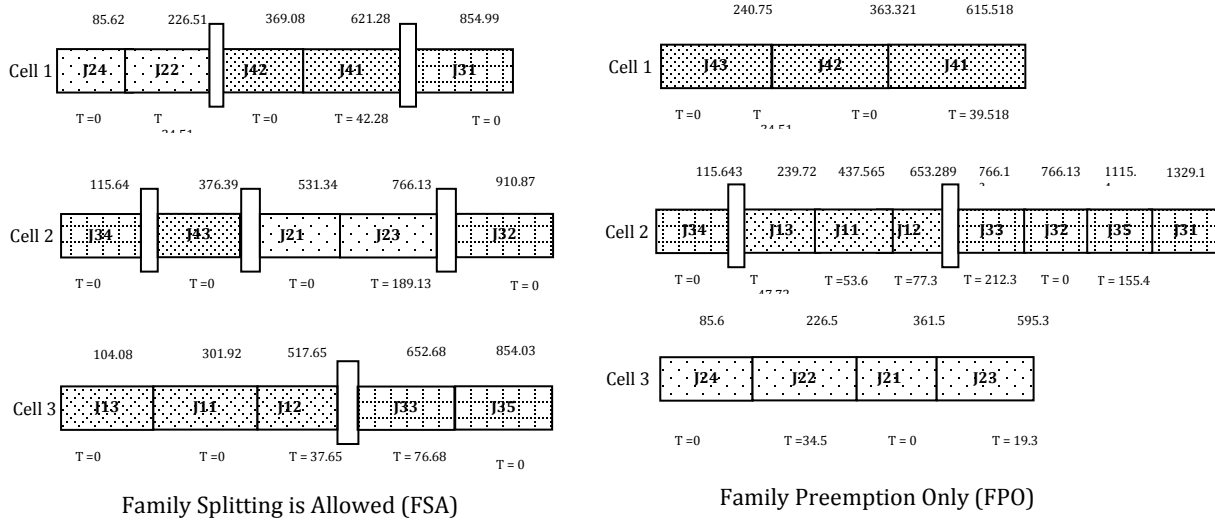 85.62 226.51 369.08 621.28 854.99
Cell 1 J24 J22 J42 J41 J31
T =0 T T =0 T = 42.28 T = 0
115.64 376.39 531.34 766.13 910.87
Cell 2 J34 J43 J21 J23 J32
T =0 T =0 T =0 T = 189.13 T = 0
104.08 301.92 517.65 652.68 854.03
Cell 3 J13 J11 J12 J33 J35
T =0 T =0 T = 37.65 T = 76.68 T = 0
Family Splitting is Allowed (FSA)
240.75 363.321 615.518
Cell 1 J43 J42 J41
T =0 T T =0 T = 39.518
115.643 239.72 437.565 653.289 766.1 766.13 1115. 1329.1
Cell 2 J34 J13 J11 J12 J33 J32 J35 J31
T =0 T T =53.6 T =77.3 T = 212.3 T = 0 T = 155.4
85.6 226.5 361.5 595.3
Cell 3 J24 J22 J21 J23
T =0 T =34.5 T = 0 T = 19.3
Family Preemption Only (FPO)